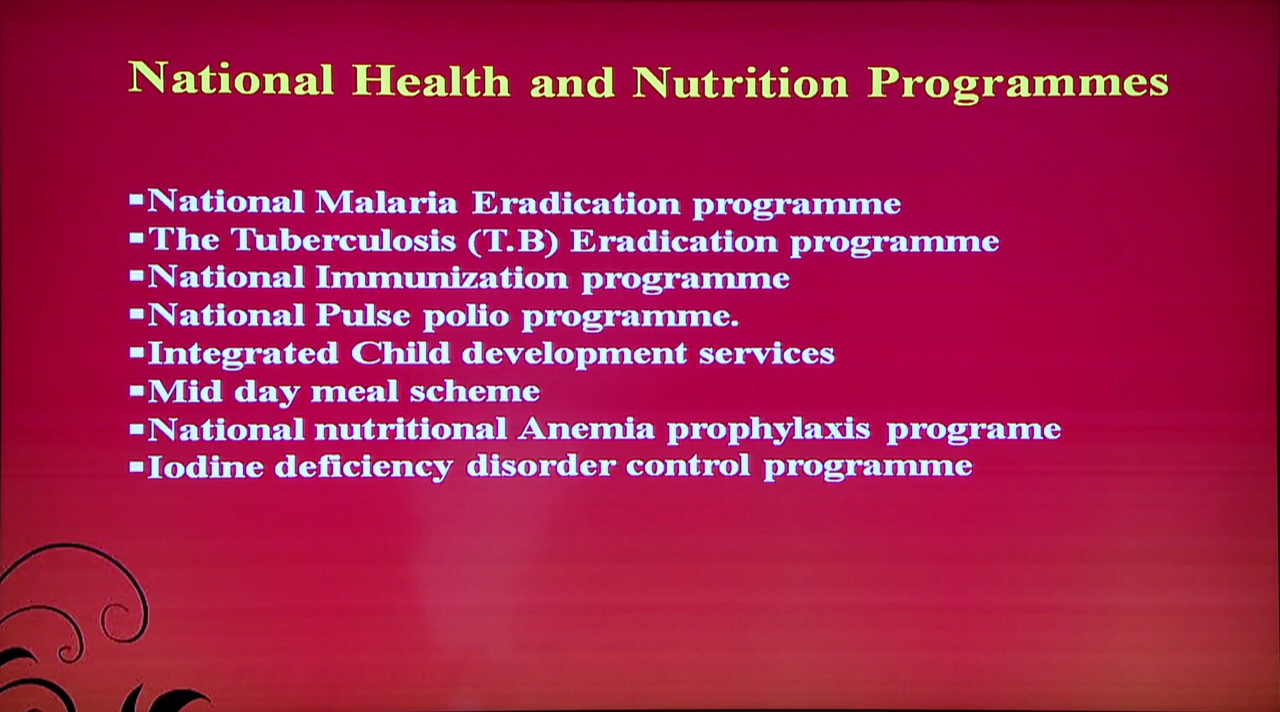 National Health and Nutrition Programmes
▪National Malaria Eradication programme
▪The Tuberculosis (T.B) Eradication programme
▪National Immunization programme
▪National Pulse polio programme.
▪Integrated Child development services
▪Mid day meal scheme
▪National nutritional Anemia prophylaxis programe
▪Iodine deficiency disorder control programme